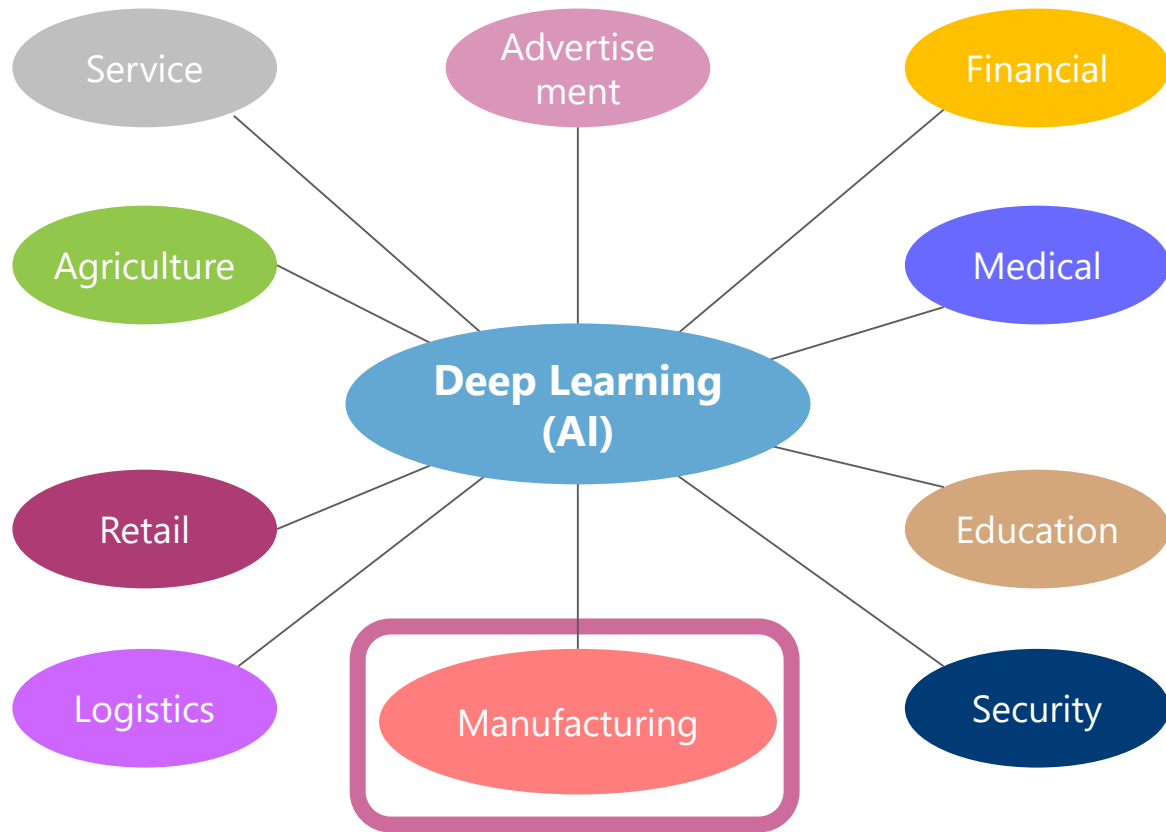 Service
Advertise
ment
Financial
Agriculture
Medical
Deep Learning
(AI)
Retail
Education
Logistics
Manufacturing
Security